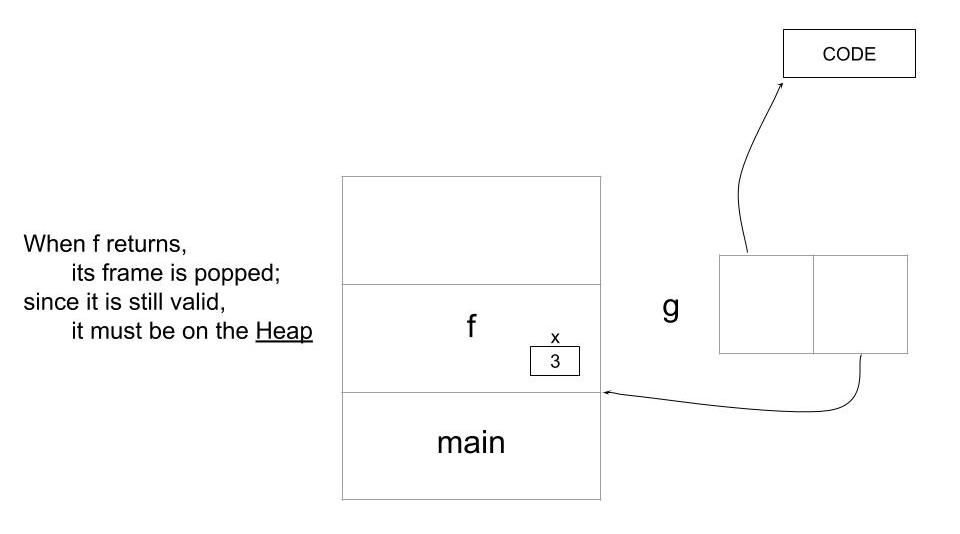 CODE
When f returns,
its frame is popped;
since it is still valid,
it must be on the Heap
f
x
3
g
main